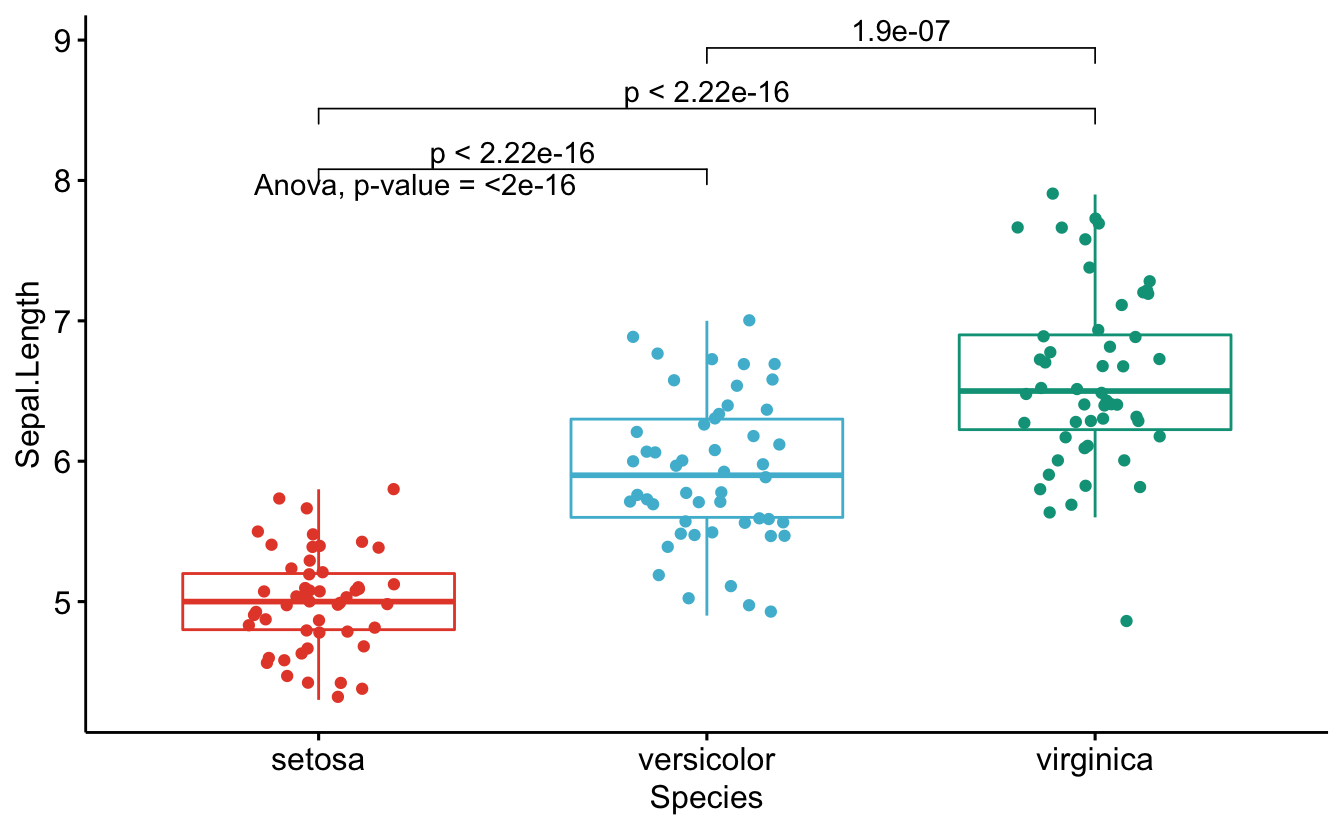 1.9e-07
9
p < 2.22e-16
p < 2.22e-16
8
Anova, p-value = <2e-16
7
Sepal.Length
6
5
setosa
versicolor
virginica
Species